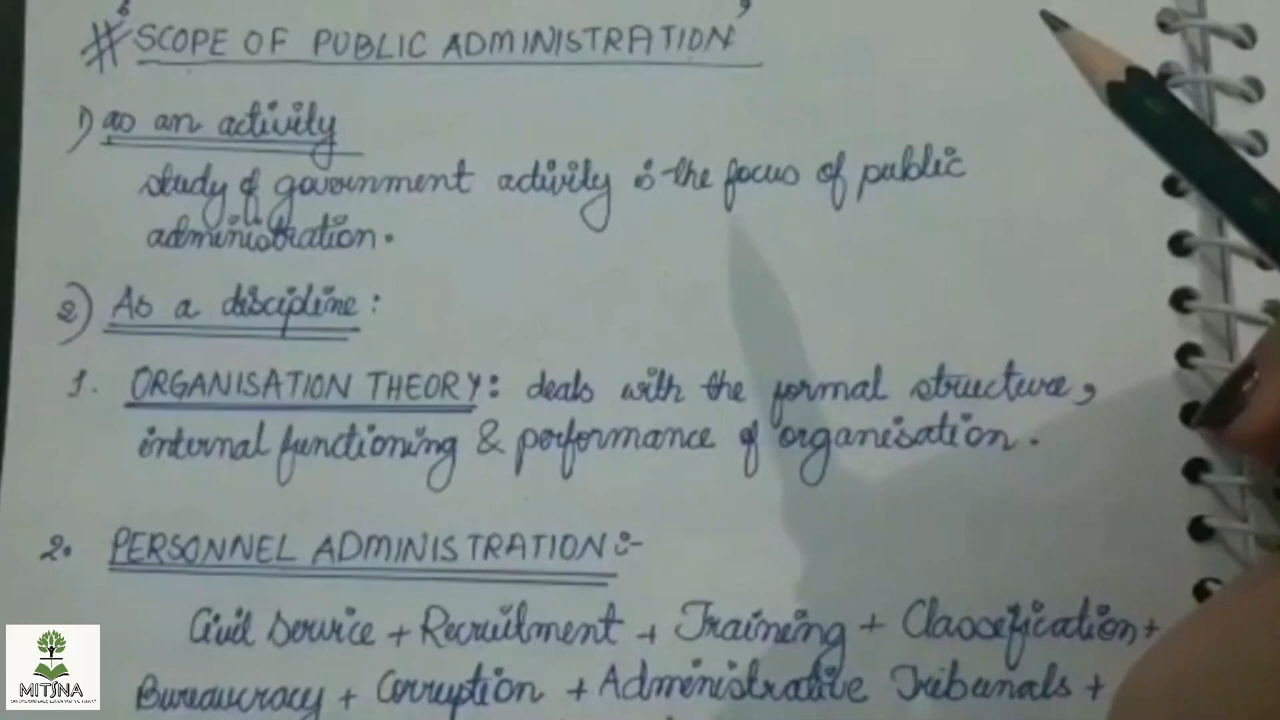 # 'SCOPE OF PUBLIC ADMINISTRATION'
1) as an activity
study of government activity is the focus of public
administration.
2) As a discipline:
1. ORGANISATION THEORY: deals with the formal structure,
internal functioning & performance of organisation.
2. PERSONNEL ADMINISTRATION:-
Civil Service + Recruitment + Training + Classification +
Bureaucracy + Corruption + Administrative Tribunals +
MITSNA